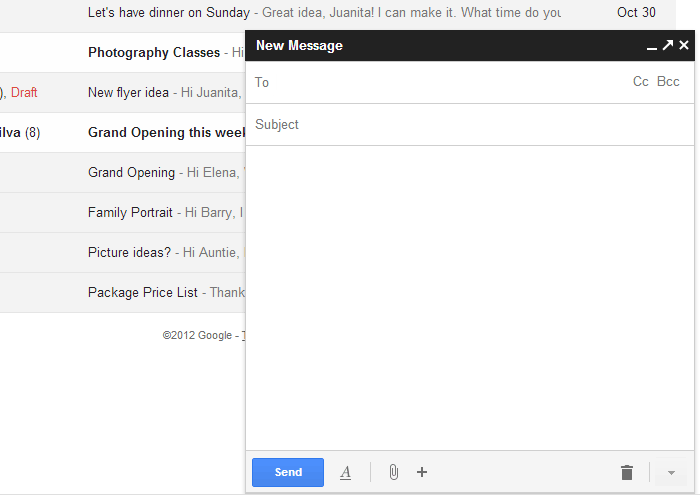 Let's have dinner on Sunday - Great idea, Juanita! I can make it. What time do you Oct 30
Photography Classes - Hi
), Draft New flyer idea - Hi Juanita,
ilva (8) Grand Opening this week
Grand Opening - Hi Elena,
Family Portrait - Hi Barry, I
Picture ideas? - Hi Auntie,
Package Price List - Thank
©2012 Google -
New Message
To Cc Bcc
Subject
Send A